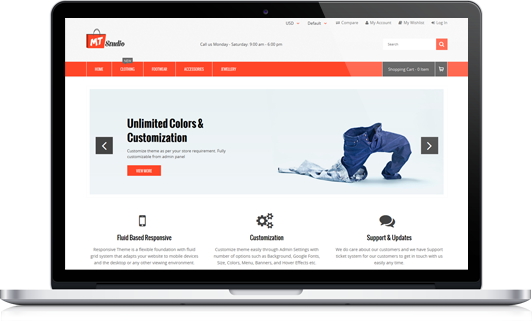 USD Default Compare My Account My Wishlist Log In
MT Studio
Call us Monday - Saturday: 9:00 am - 6:00 pm
Search
HOME CLOTHING FOOTWEAR ACCESSORIES JEWELLERY
Shopping Cart - 0 item
Unlimited Colors &
Customization
Customize theme as per your store requirement. fully
customizable from admin panel
VIEW MORE
Fluid Based Responsive
Responsive Theme is a flexible foundation with fluid
grid system that adapts your website to mobile devices
and the desktop or any other viewing environment
Customization
Customize theme easily through Admin Settings with
number of options such as Background, Google Fonts,
Size, Colors, Menu, Banners, and Hover Effects etc.
Support & Updates
We do care about our customers and we have Support
ticket system for our customers to get in touch with us
easily any time